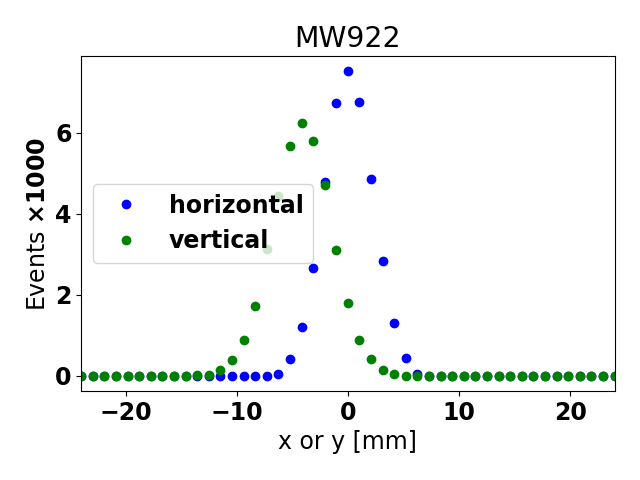 MW922
Events ×1000
6
4
2
0
horizontal
vertical
−20 −10 0 10 20
x or y [mm]